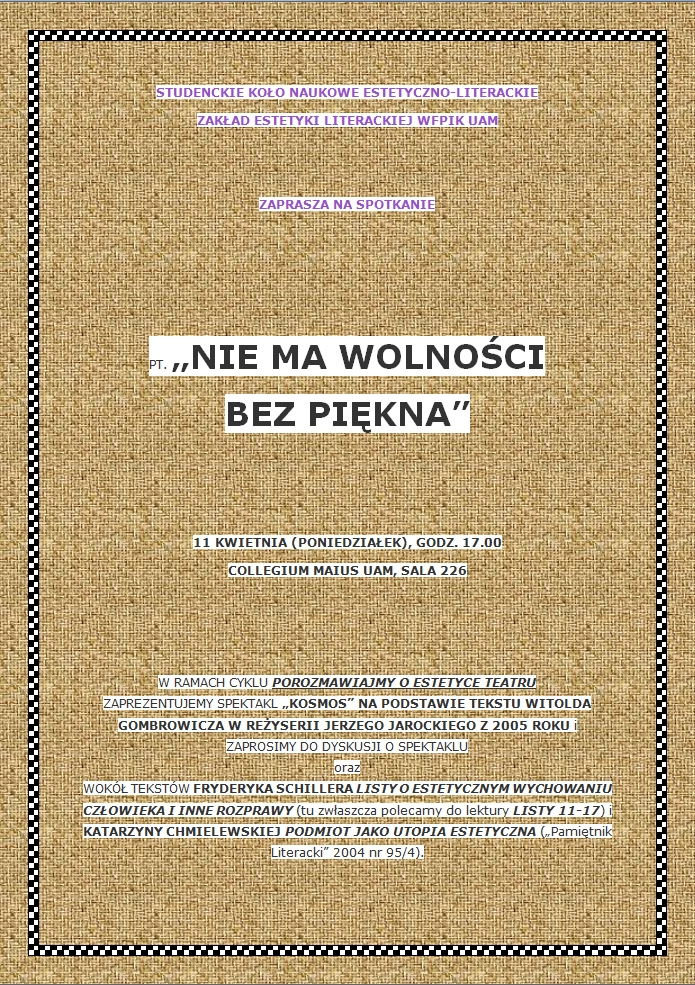 STUDENCKIE KOŁO NAUKOWE ESTETYCZNO-LITERACKIE
ZAKŁAD ESTETYKI LITERACKIEJ WFPIK UAM
ZAPRASZA NA SPOTKANIE
PT. „NIE MA WOLNOŚCI
BEZ PIĘKNA”
11 KWIETNIA (PONIEDZIAŁEK), GODZ. 17.00
COLLEGIUM MAIUS UAM, SALA 226
W RAMACH CYKLU POROZMAWIAJMY O ESTETYCE TEATRU
ZAPREZENTUJEMY SPEKTAKL „KOSMOS” NA PODSTAWIE TEKSTU WITOLDA
GOMBROWICZA W REŻYSERII JERZEGO JAROCKIEGO Z 2005 ROKU i
ZAPROSIMY DO DYSKUSJI O SPEKTAKLU
oraz
WOKÓŁ TEKSTÓW FRYDERYKA SCHILLERA LISTY O ESTETYCZNYM WYCHOWANIU
CZŁOWIEKA I INNE ROZPRAWY (tu zwłaszcza polecamy do lektury LISTY 11-17) i
KATARZYNY CHMIELEWSKIEJ PODMIOT JAKO UTOPIA ESTETYCZNA („Pamiętnik
Literacki” 2004 nr 95/4).